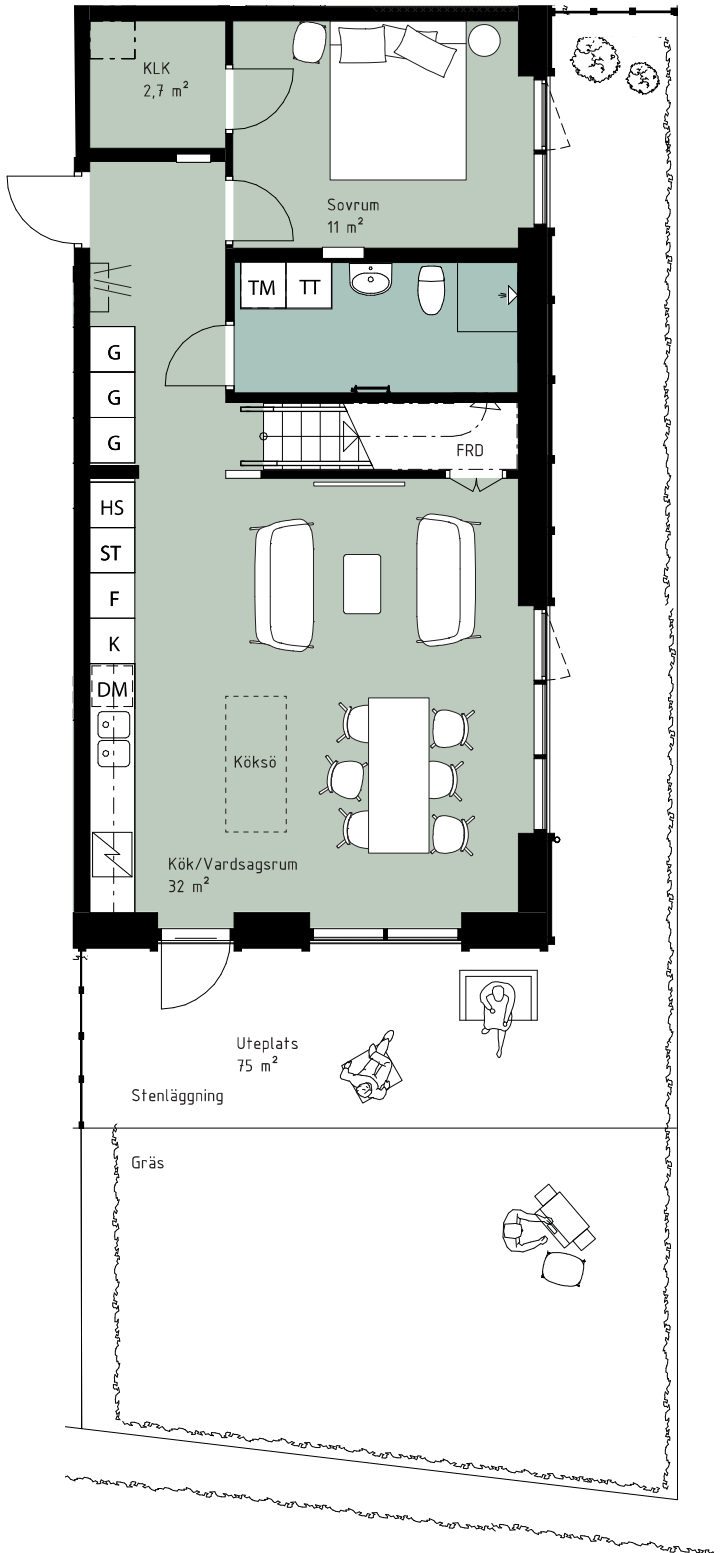 KLK
2,7 m²
Sovrum
11 m²
TM
TT
G
G
G
FRD
HS
ST
F
K
DM
Köksö
Kök/Vardsagsrum
32 m²
Uteplats
75 m²
Stenläggning
Gräs